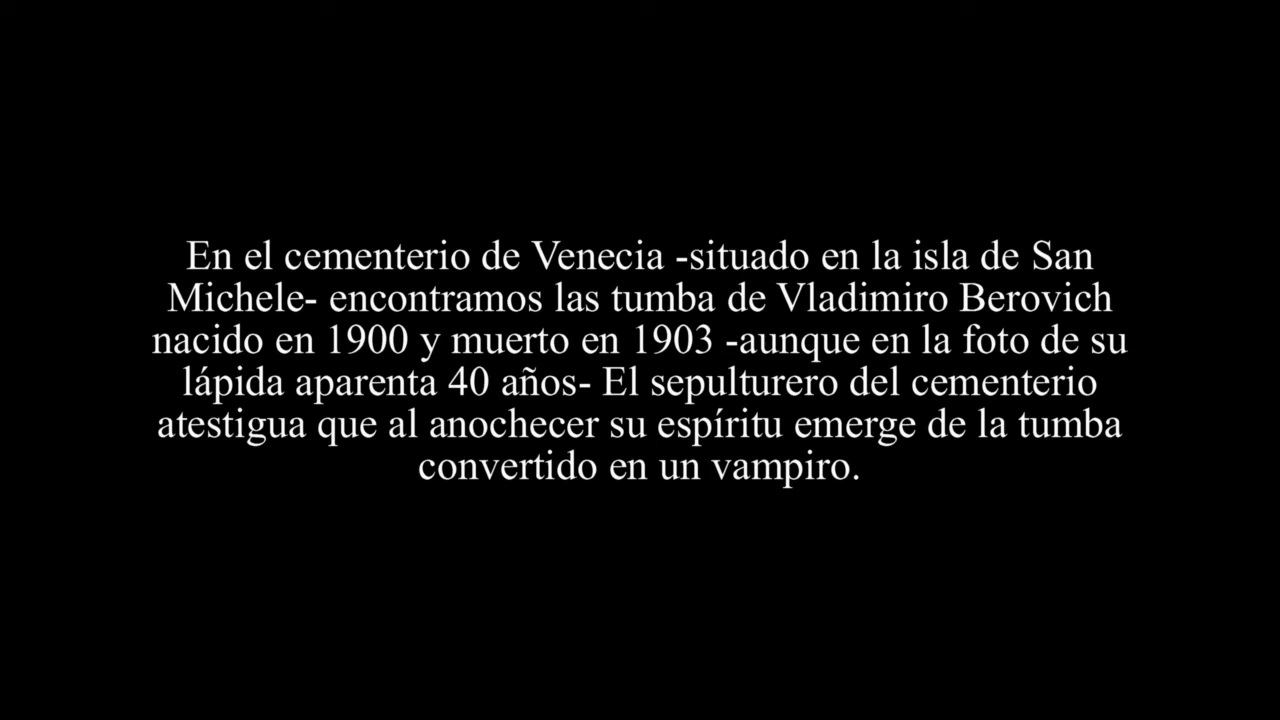 En el cementerio de Venecia -situado en la isla de San
Michele- encontramos las tumba de Vladimiro Berovich
nacido en 1900 y muerto en 1903 -aunque en la foto de su
lápida aparenta 40 años- El sepulturero del cementerio
atestigua que al anochecer su espíritu emerge de la tumba
convertido en un vampiro.